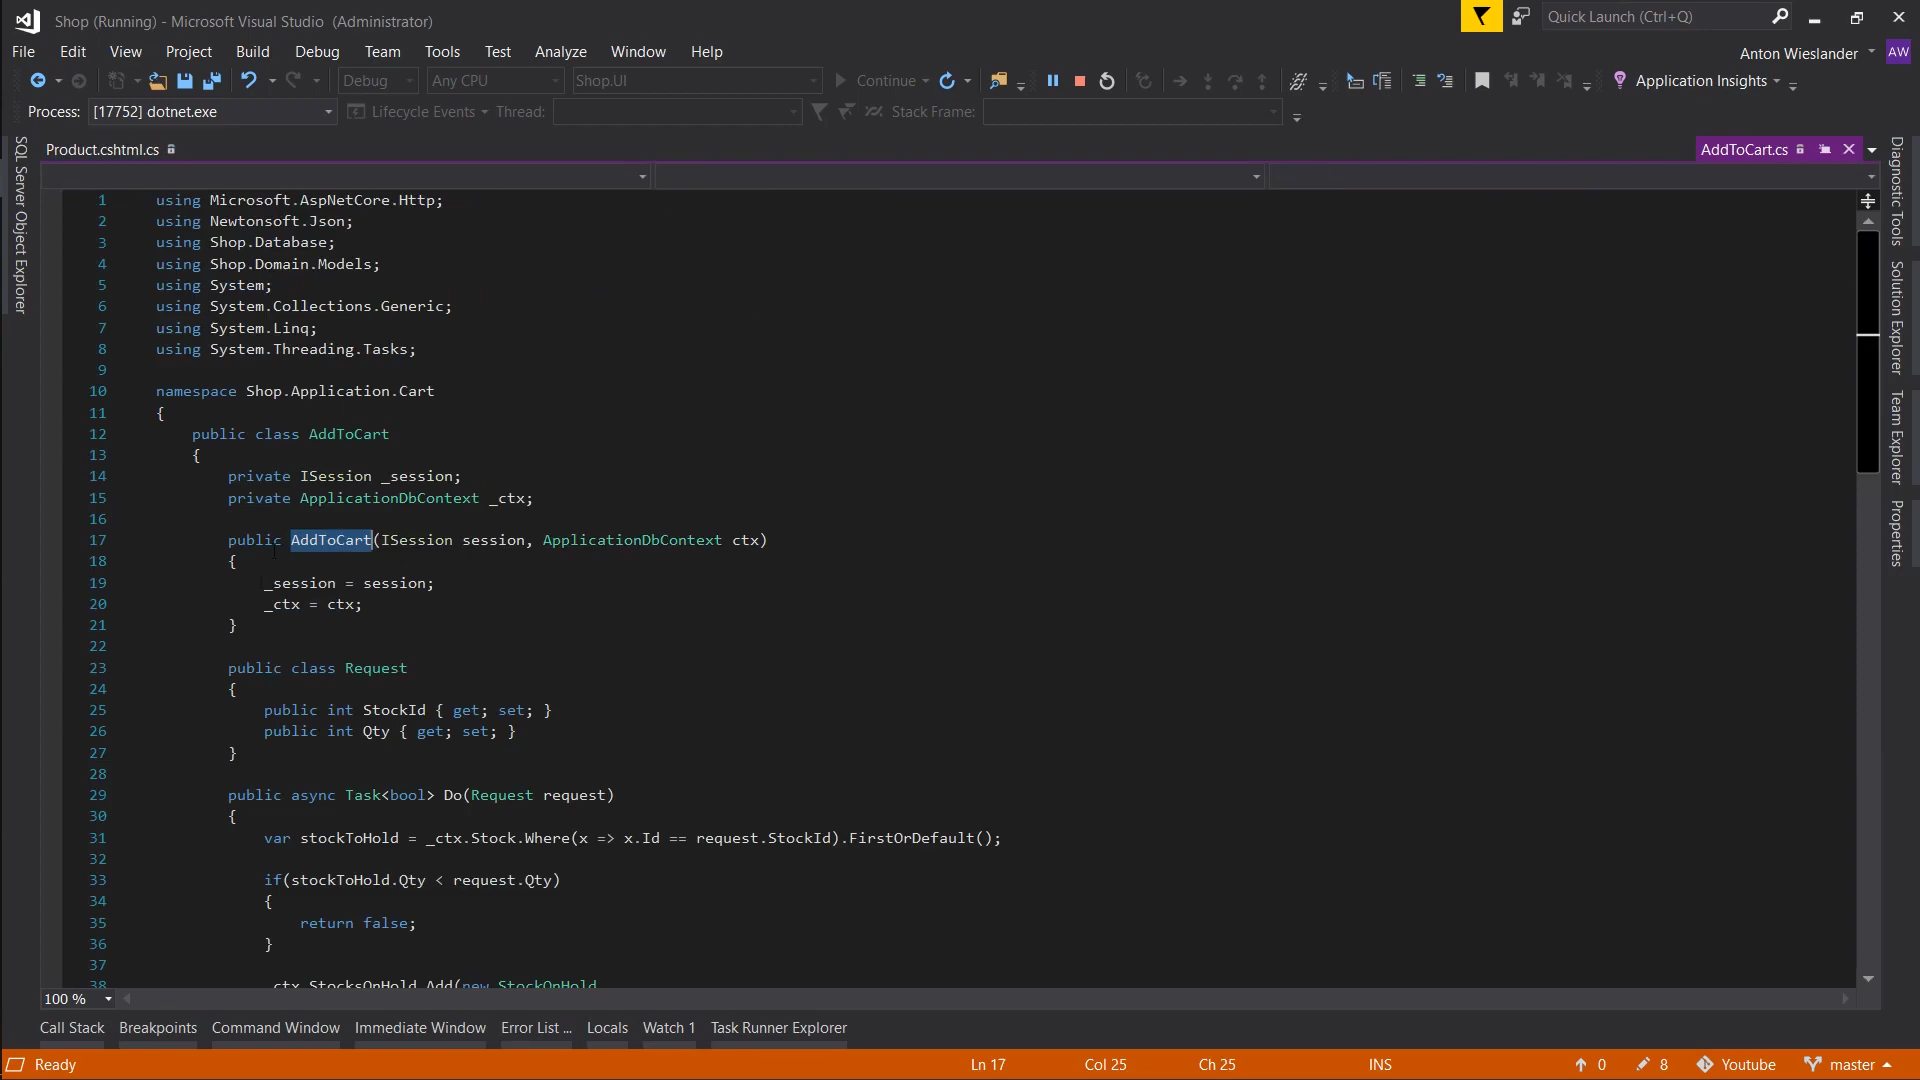 Shop (Running) - Microsoft Visual Studio (Administrator)
Quick Launch (Ctrl+Q)
File Edit View Project Build Debug Team Tools Test Analyze Window Help
Anton Wieslander AW
Debug Any CPU Shop.UI Continue Application Insights
Process: [17752] dotnet.exe Lifecycle Events Thread: Stack Frame:
Product.cshtml.cs AddToCart.cs
SQL Server Object Explorer
Diagnostic Tools
Solution Explorer
Team Explorer
Properties
1 using Microsoft.AspNetCore.Http;
2 using Newtonsoft.Json;
3 using Shop.Database;
4 using Shop.Domain.Models;
5 using System;
6 using System.Collections.Generic;
7 using System.Linq;
8 using System.Threading.Tasks;
9
10 namespace Shop.Application.Cart
11 {
12 public class AddToCart
13 {
14 private ISession _session;
15 private ApplicationDbContext _ctx;
16
17 public AddToCart(ISession session, ApplicationDbContext ctx)
18 {
19 _session = session;
20 _ctx = ctx;
21 }
22
23 public class Request
24 {
25 public int StockId { get; set; }
26 public int Qty { get; set; }
27 }
28
29 public async Task<bool> Do(Request request)
30 {
31 var stockToHold = _ctx.Stock.Where(x => x.Id == request.StockId).FirstOrDefault();
32
33 if(stockToHold.Qty < request.Qty)
34 {
35 return false;
36 }
37
38 _ctx.StocksOnHold.Add(new StockOnHold
100 %
Call Stack Breakpoints Command Window Immediate Window Error List ... Locals Watch 1 Task Runner Explorer
Ready Ln 17 Col 25 Ch 25 INS 0 8 Youtube master